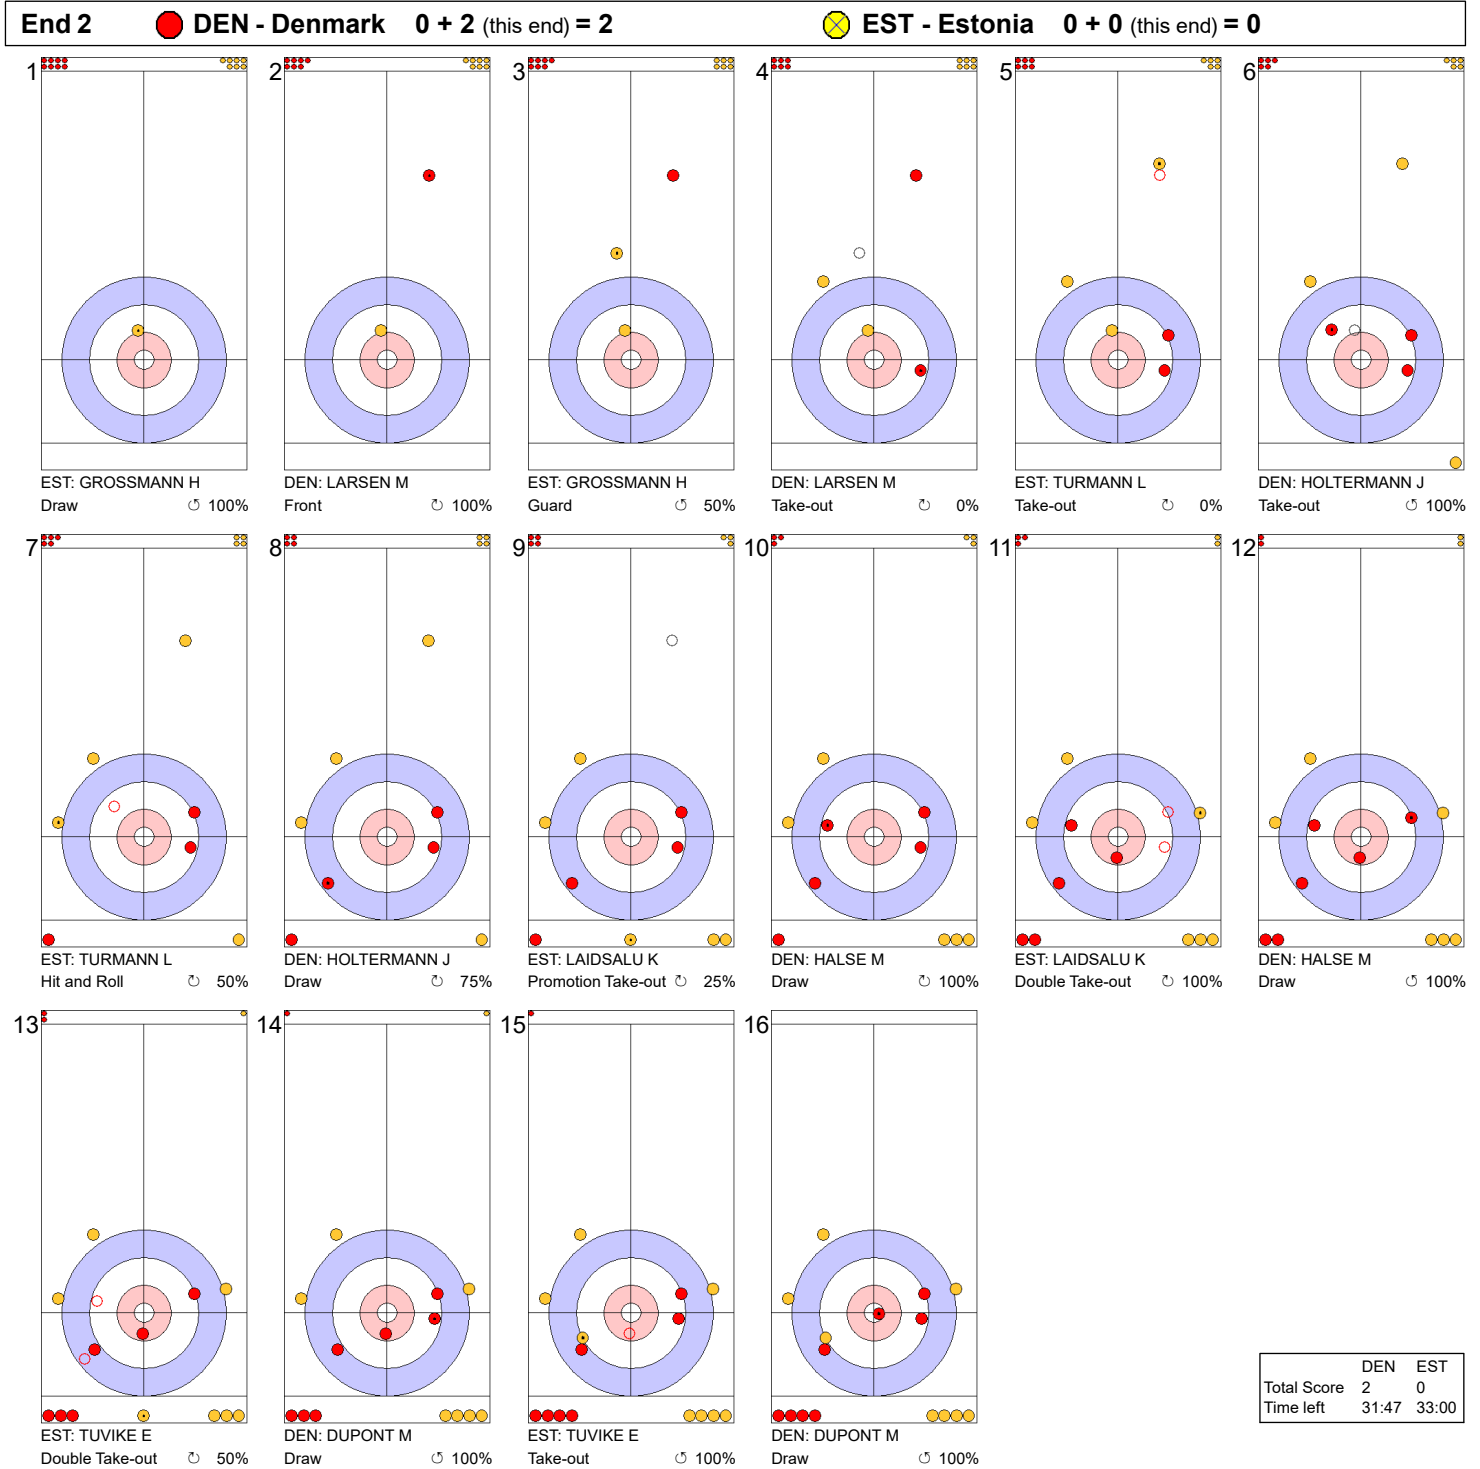 End 2 DEN - Denmark 0 + 2 (this end) = 2 EST - Estonia 0 + 0 (this end) = 0
1 2 3 4 5 6
EST: GROSSMANN H DEN: LARSEN M EST: GROSSMANN H DEN: LARSEN M EST: TURMANN L DEN: HOLTERMANN J
Draw ↺ 100% Front ↻ 100% Guard ↺ 50% Take-out ↻ 0% Take-out ↻ 0% Take-out ↺ 100%
7 8 9 10 11 12
EST: TURMANN L DEN: HOLTERMANN J EST: LAIDSALU K DEN: HALSE M EST: LAIDSALU K DEN: HALSE M
Hit and Roll ↻ 50% Draw ↻ 75% Promotion Take-out ↻ 25% Draw ↺ 100% Double Take-out ↻ 100% Draw ↺ 100%
13 14 15 16
EST: TUVIKE E DEN: DUPONT M EST: TUVIKE E DEN: DUPONT M
Double Take-out ↻ 50% Draw ↺ 100% Take-out ↺ 100% Draw ↺ 100%
DEN EST
Total Score 2 0
Time left 31:47 33:00